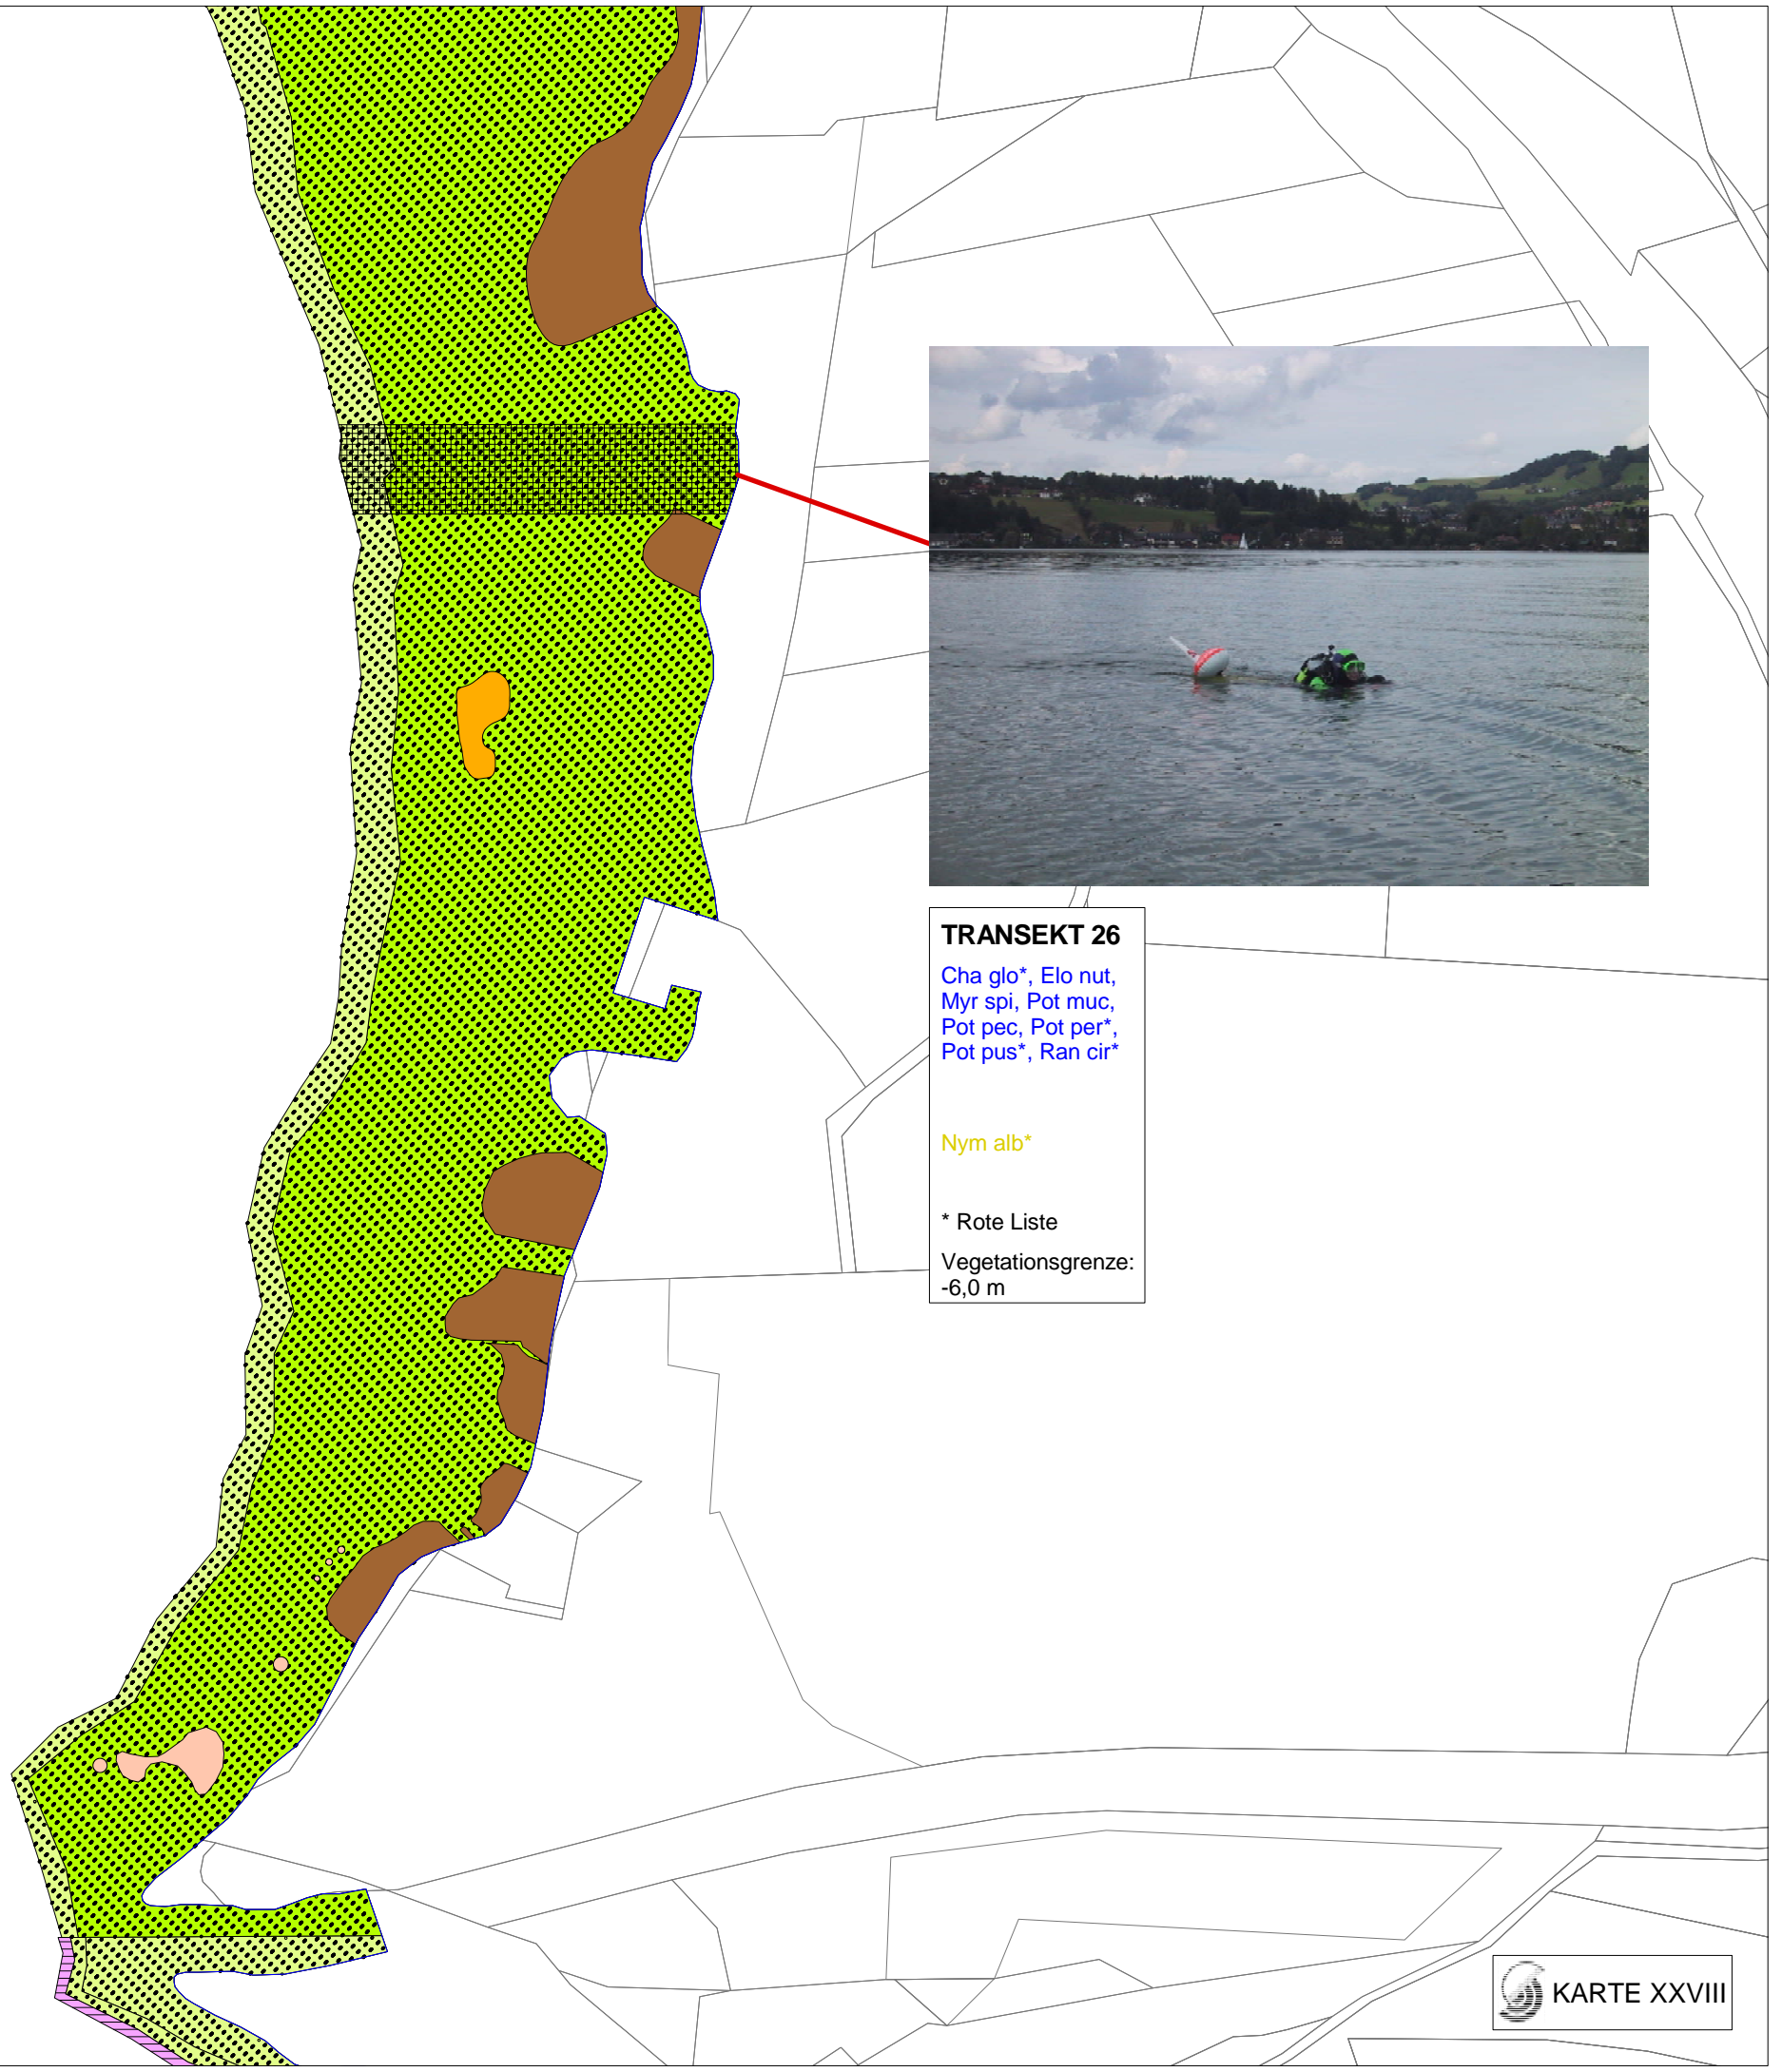 TRANSEKT 26
Cha glo*, Elo nut,
Myr spi, Pot muc,
Pot pec, Pot per*,
Pot pus*, Ran cir*
Nym alb*
* Rote Liste
Vegetationsgrenze:
-6,0 m
KARTE XXVIII